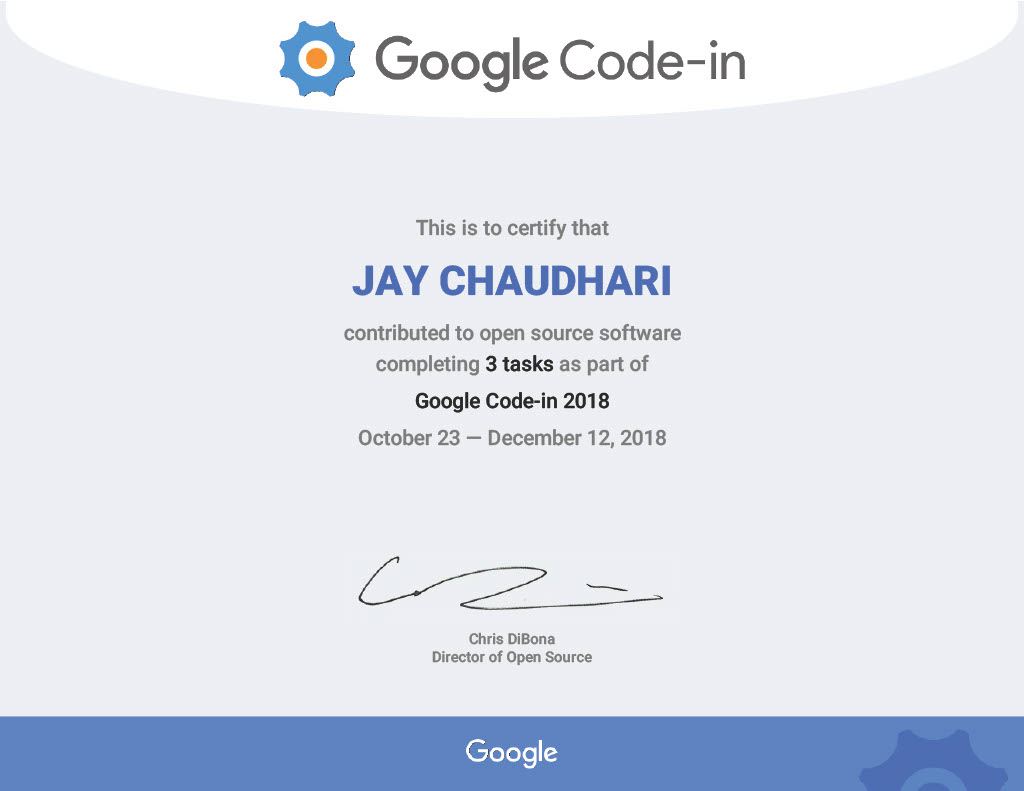 Google Code-in
This is to certify that
JAY CHAUDHARI
contributed to open source software
completing 3 tasks as part of
Google Code-in 2018
October 23 — December 12, 2018
Chris DiBona
Director of Open Source
Google